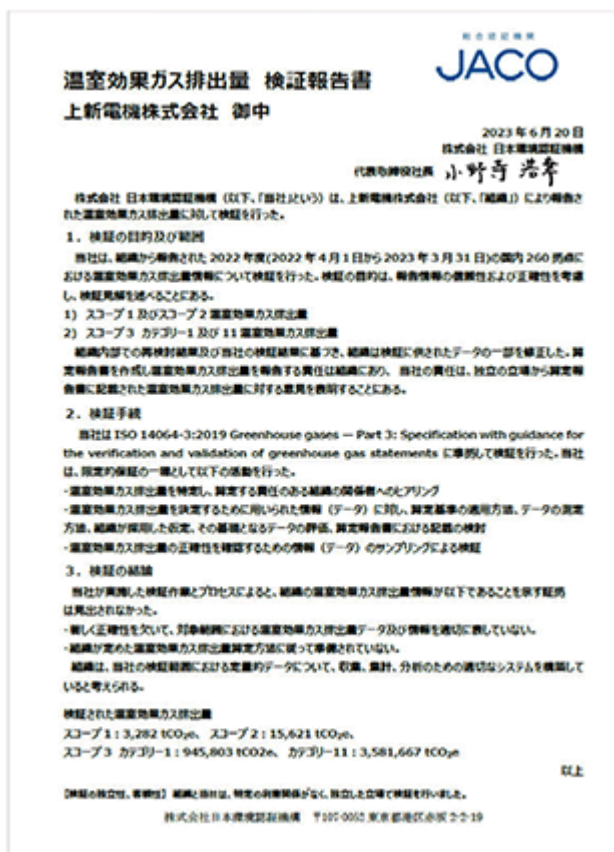 総合認証機関
JACO
温室効果ガス排出量 検証報告書
上新電機株式会社 御中
2023年6月20日
株式会社 日本環境認証機構
代表取締役社長 小野寺 浩幸
株式会社 日本環境認証機構（以下、「当社」という）は、上新電機株式会社（以下、「組織」）により報告さ
れた温室効果ガス排出量に対して検証を行った。
1．検証の目的及び範囲
当社は、組織から報告された 2022年度(2022年4月1日から2023年3月31日)の国内260拠点に
おける温室効果ガス排出量情報について検証を行った。検証の目的は、報告情報の信頼性および正確性を考慮
し、検証見解を述べることにある。
1) スコープ1及びスコープ2温室効果ガス排出量
2) スコープ3 カテゴリー1及び11温室効果ガス排出量
組織内部での再検討結果及び当社の検証結果に基づき、組織は検証に供されたデータの一部を修正した。算
定報告書を作成し温室効果ガス排出量を報告する責任は組織にあり、 当社の責任は、独立の立場から算定報
告書に記載された温室効果ガス排出量に対する意見を表明することにある。
2．検証手続
当社は ISO 14064-3:2019 Greenhouse gases — Part 3: Specification with guidance for
the verification and validation of greenhouse gas statements に準拠して検証を行った。当社
は、限定的保証の一環として以下の活動を行った。
・温室効果ガス排出量を特定し、算定する責任のある組織の関係者へのヒアリング
・温室効果ガス排出量を決定するために用いられた情報（データ）に対し、算定基準の適用方法、データの測定
方法、組織が採用した仮定、その基礎となるデータの評価、算定報告書における記載の検討
・温室効果ガス排出量の正確性を確認するための情報（データ）のサンプリングによる検証
3．検証の結論
当社が実施した検証作業とプロセスによると、組織の温室効果ガス排出量情報が以下であることを示す証拠
は見出されなかった。
・著しく正確性を欠いて、対象範囲における温室効果ガス排出量データ及び情報を適切に表していない。
・組織が定めた温室効果ガス排出量算定方法に従って準備されていない。
組織は、当社の検証範囲における定量的データについて、収集、集計、分析のための適切なシステムを構築して
いると考えられる。
検証された温室効果ガス排出量
スコープ1：3,282 tCO₂e、 スコープ2：15,621 tCO₂e、
スコープ3 カテゴリー1：945,803 tCO2e、 カテゴリー11：3,581,667 tCO₂e
以上
【検証の独立性、客観性】 組織と当社は、特定の利害関係がなく、独立した立場で検証を行いました。
株式会社日本環境認証機構 〒107-0052 東京都港区赤坂2-2-19